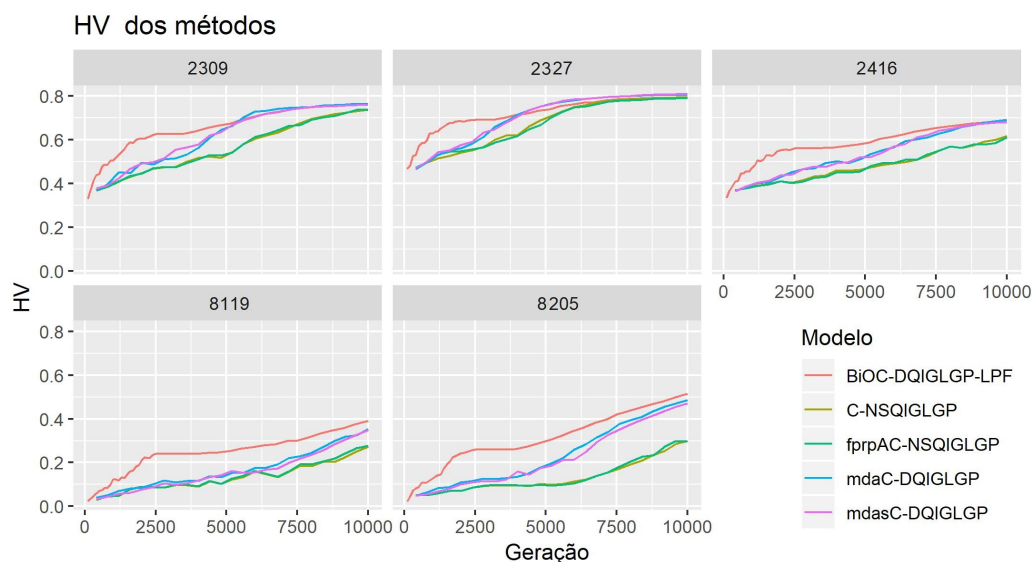 HV dos métodos
2309
2327
2416
0.8
0.6
0.4
0.2
0.0
0 2500 5000 7500 10000
8119
8205
0.8
0.6
0.4
0.2
0.0
0 2500 5000 7500 10000
0 2500 5000 7500 10000
HV
Geração
Modelo
BiOC-DQIGLGP-LPF
C-NSQIGLGP
fprpAC-NSQIGLGP
mdaC-DQIGLGP
mdasC-DQIGLGP